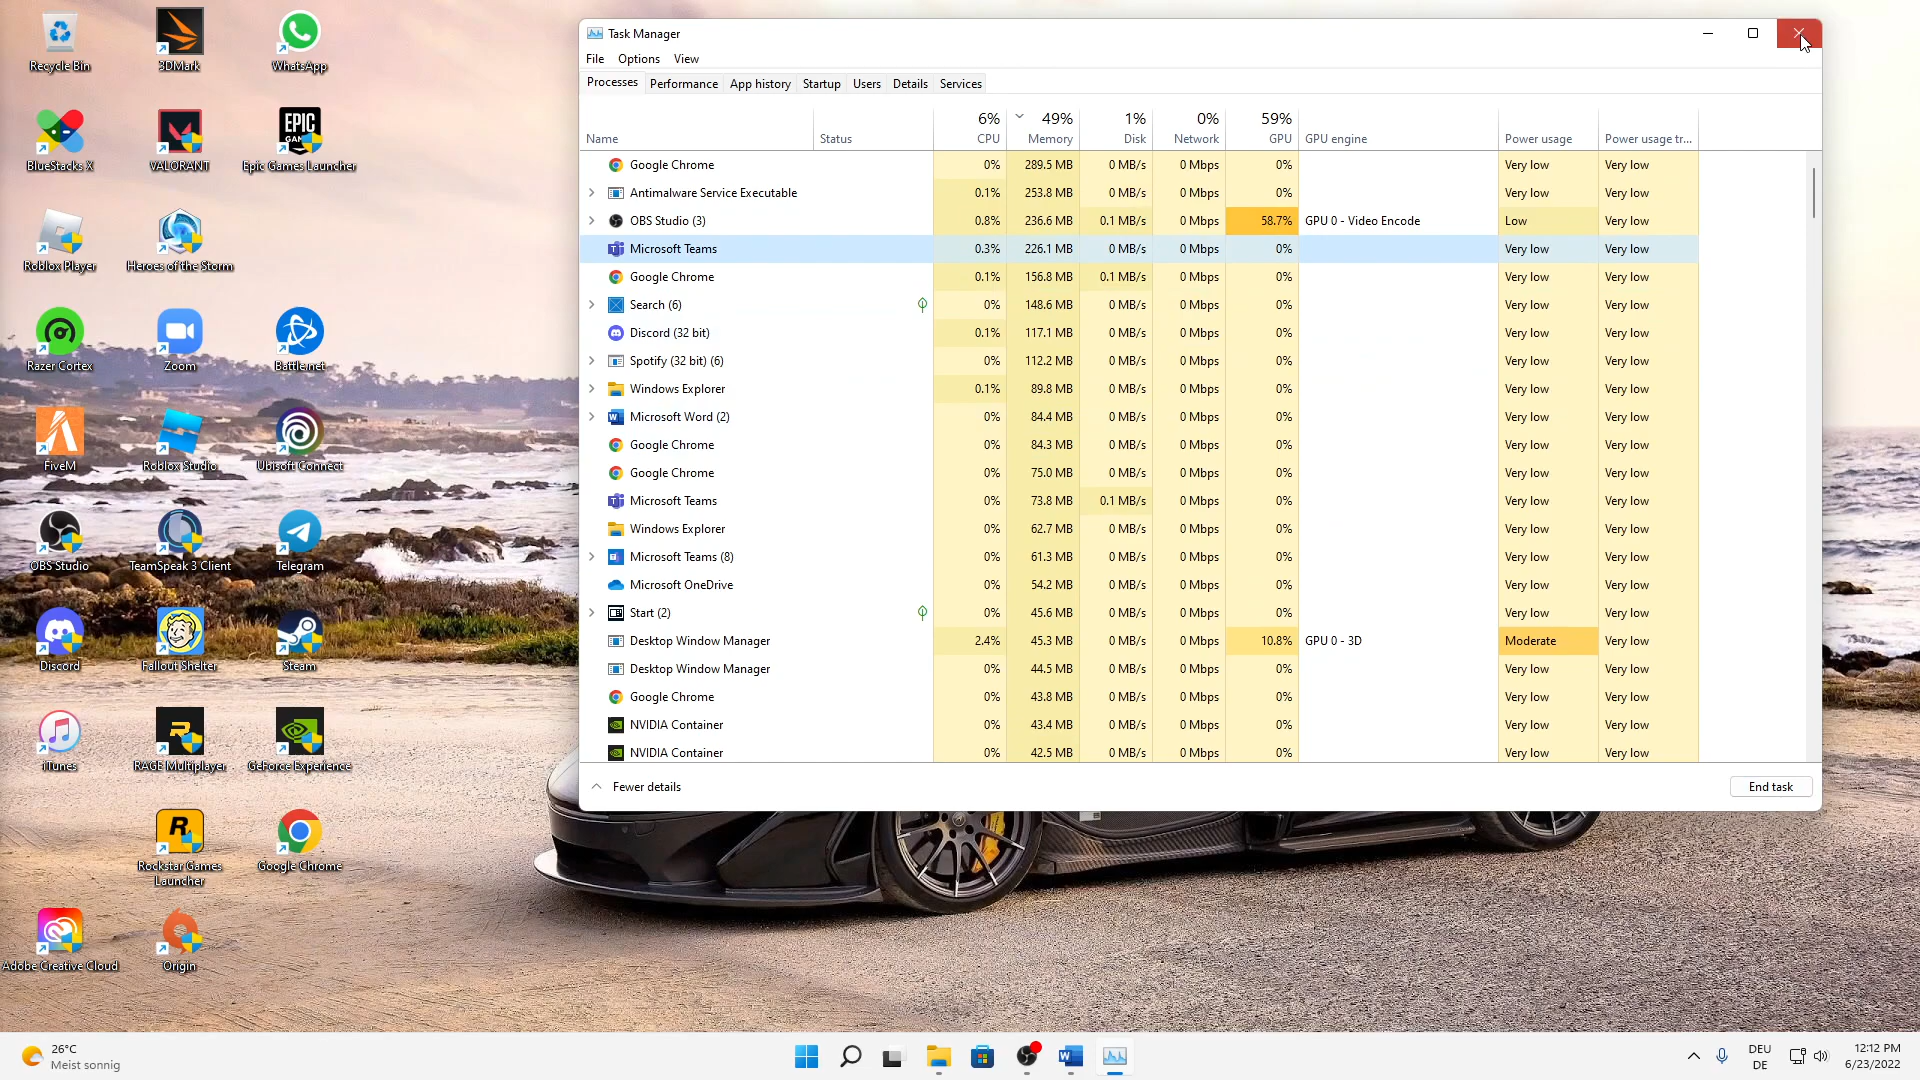 Recycle Bin
3DMark
WhatsApp
BlueStacks X
VALORANT
EPIC
GAMES
Epic Games Launcher
Roblox Player
Heroes of the Storm
Razer Cortex
Zoom
Battle.net
FiveM
Roblox Studio
Ubisoft Connect
OBS Studio
TeamSpeak 3 Client
Telegram
Discord
Fallout Shelter
Steam
iTunes
RAGE Multiplayer
GeForce Experience
Rockstar Games
Launcher
Google Chrome
Adobe Creative Cloud
Origin
Task Manager
File Options View
Processes Performance App history Startup Users Details Services
6% 49% 1% 0% 59%
Name Status CPU Memory Disk Network GPU GPU engine Power usage Power usage tr...
Google Chrome 0% 289.5 MB 0 MB/s 0 Mbps 0% Very low Very low
Antimalware Service Executable 0.1% 253.8 MB 0 MB/s 0 Mbps 0% Very low Very low
OBS Studio (3) 0.8% 236.6 MB 0.1 MB/s 0 Mbps 58.7% GPU 0 - Video Encode Low Very low
Microsoft Teams 0.3% 226.1 MB 0 MB/s 0 Mbps 0% Very low Very low
Google Chrome 0.1% 156.8 MB 0.1 MB/s 0 Mbps 0% Very low Very low
Search (6) 0% 148.6 MB 0 MB/s 0 Mbps 0% Very low Very low
Discord (32 bit) 0.1% 117.1 MB 0 MB/s 0 Mbps 0% Very low Very low
Spotify (32 bit) (6) 0% 112.2 MB 0 MB/s 0 Mbps 0% Very low Very low
Windows Explorer 0.1% 89.8 MB 0 MB/s 0 Mbps 0% Very low Very low
Microsoft Word (2) 0% 84.4 MB 0 MB/s 0 Mbps 0% Very low Very low
Google Chrome 0% 84.3 MB 0 MB/s 0 Mbps 0% Very low Very low
Google Chrome 0% 75.0 MB 0 MB/s 0 Mbps 0% Very low Very low
Microsoft Teams 0% 73.8 MB 0.1 MB/s 0 Mbps 0% Very low Very low
Windows Explorer 0% 62.7 MB 0 MB/s 0 Mbps 0% Very low Very low
Microsoft Teams (8) 0% 61.3 MB 0 MB/s 0 Mbps 0% Very low Very low
Microsoft OneDrive 0% 54.2 MB 0 MB/s 0 Mbps 0% Very low Very low
Start (2) 0% 45.6 MB 0 MB/s 0 Mbps 0% Very low Very low
Desktop Window Manager 2.4% 45.3 MB 0 MB/s 0 Mbps 10.8% GPU 0 - 3D Moderate Very low
Desktop Window Manager 0% 44.5 MB 0 MB/s 0 Mbps 0% Very low Very low
Google Chrome 0% 43.8 MB 0 MB/s 0 Mbps 0% Very low Very low
NVIDIA Container 0% 43.4 MB 0 MB/s 0 Mbps 0% Very low Very low
NVIDIA Container 0% 42.5 MB 0 MB/s 0 Mbps 0% Very low Very low
Fewer details
End task
26°C
Meist sonnig
DEU
DE
12:12 PM
6/23/2022